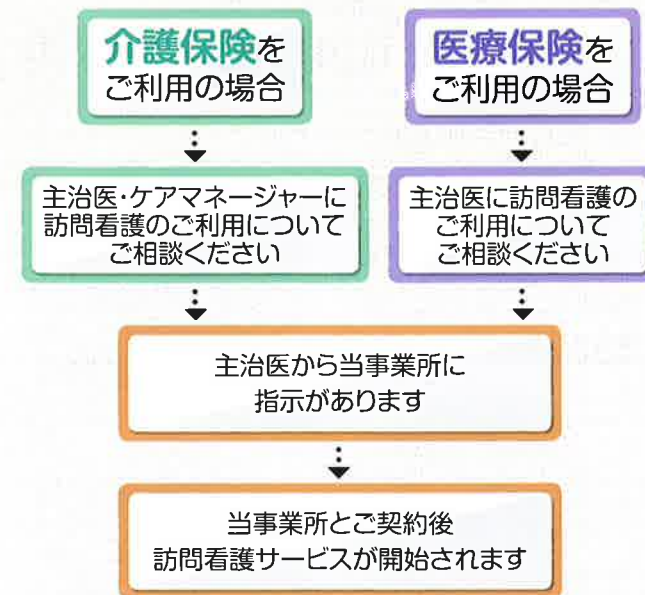 介護保険を
ご利用の場合
医療保険を
ご利用の場合
主治医・ケアマネージャーに
訪問看護のご利用について
ご相談ください
主治医に訪問看護の
ご利用について
ご相談ください
主治医から当事業所に
指示があります
当事業所とご契約後
訪問看護サービスが開始されます